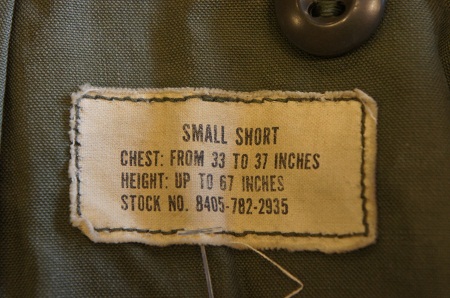 SMALL SHORT
CHEST: FROM 33 TO 37 INCHES
HEIGHT: UP TO 67 INCHES
STOCK NO. 8405-782-2935